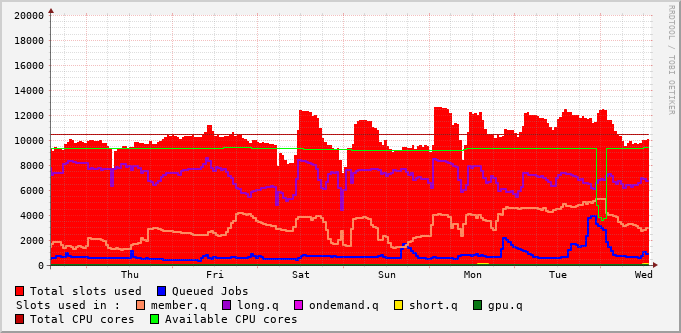 20000
18000
16000
14000
12000
10000
8000
6000
4000
2000
0
Thu Fri Sat Sun Mon Tue Wed
RRDTOOL / TOBI OETIKER
Total slots used Queued Jobs
Slots used in : member.q long.q ondemand.q short.q gpu.q
Total CPU cores Available CPU cores